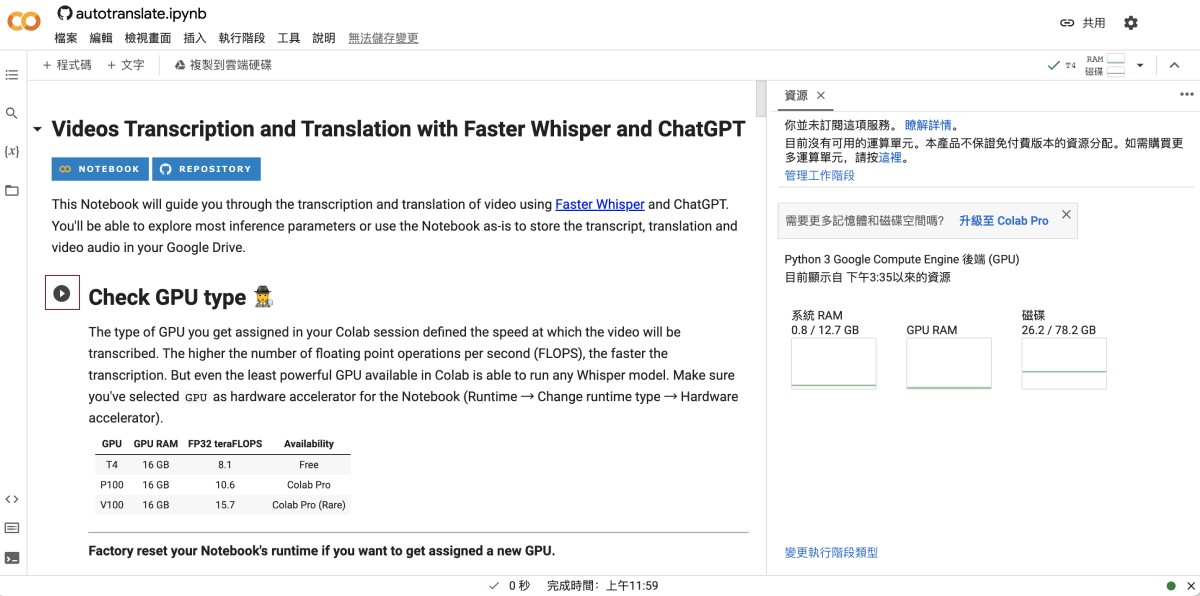 autotranslate.ipynb
檔案 編輯 檢視畫面 插入 執行階段 工具 說明 無法儲存變更
共用
+ 程式碼 + 文字 複製到雲端硬碟
T4 RAM 磁碟
{x}
Videos Transcription and Translation with Faster Whisper and ChatGPT
NOTEBOOK REPOSITORY
This Notebook will guide you through the transcription and translation of video using Faster Whisper and ChatGPT.
You'll be able to explore most inference parameters or use the Notebook as-is to store the transcript, translation and
video audio in your Google Drive.
Check GPU type
The type of GPU you get assigned in your Colab session defined the speed at which the video will be
transcribed. The higher the number of floating point operations per second (FLOPS), the faster the
transcription. But even the least powerful GPU available in Colab is able to run any Whisper model. Make sure
you've selected GPU as hardware accelerator for the Notebook (Runtime → Change runtime type → Hardware
accelerator).
GPU GPU RAM FP32 teraFLOPS Availability
T4 16 GB 8.1 Free
P100 16 GB 10.6 Colab Pro
V100 16 GB 15.7 Colab Pro (Rare)
Factory reset your Notebook's runtime if you want to get assigned a new GPU.
資源
你並未訂閱這項服務。瞭解詳情。
目前沒有可用的運算單元。本產品不保證免付費版本的資源分配。如需購買更
多運算單元，請按這裡。
管理工作階段
需要更多記憶體和磁碟空間嗎? 升級至 Colab Pro
Python 3 Google Compute Engine 後端 (GPU)
目前顯示自 下午3:35以來的資源
系統 RAM
0.8 / 12.7 GB
GPU RAM
磁碟
26.2 / 78.2 GB
變更執行階段類型
0 秒 完成時間：上午11:59